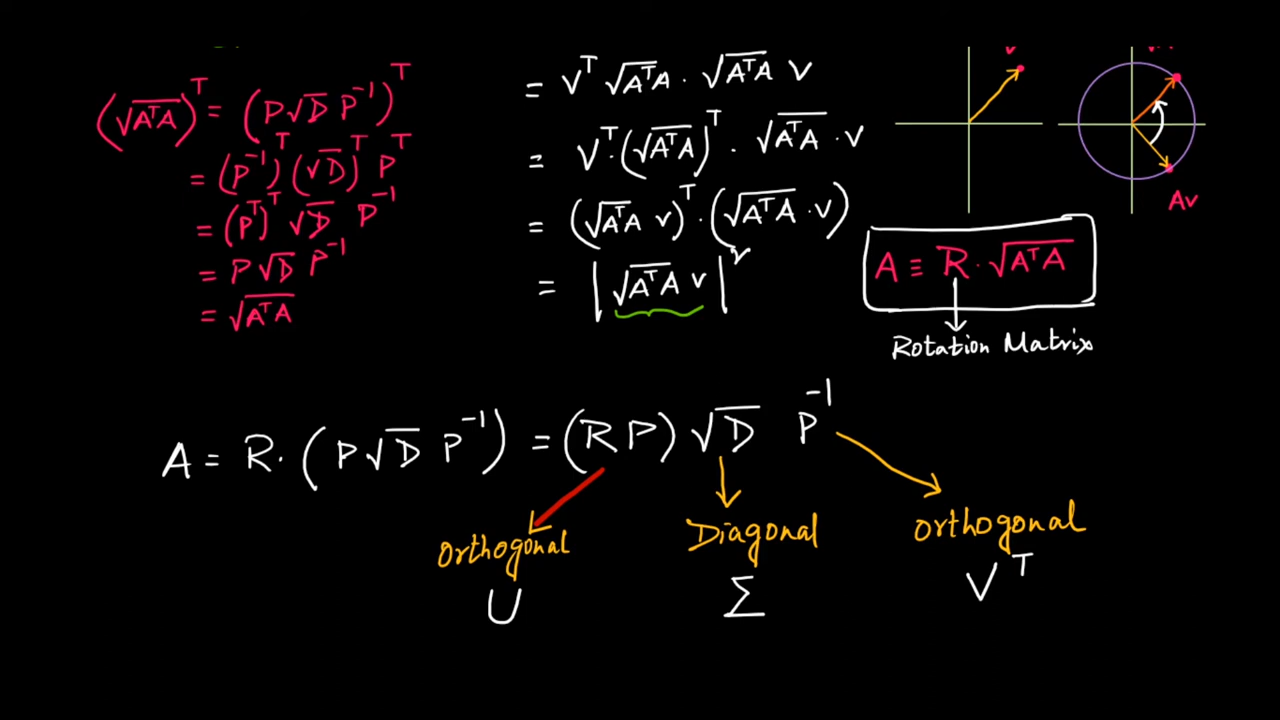 (√AᵀA)ᵀ = (P√D P⁻¹)ᵀ
= (P⁻¹)ᵀ (√D)ᵀ Pᵀ
= (Pᵀ)ᵀ √D P⁻¹
= P√D P⁻¹
= √AᵀA
= Vᵀ √AᵀA · √AᵀA V
= Vᵀ · (√AᵀA)ᵀ · √AᵀA · V
= (√AᵀA V)ᵀ · (√AᵀA · V)
= |√AᵀA V|²
Av
A ≡ R · √AᵀA
Rotation Matrix
A = R · (P√D P⁻¹) = (R P) √D P⁻¹
Orthogonal
Diagonal
Orthogonal
U
Σ
Vᵀ